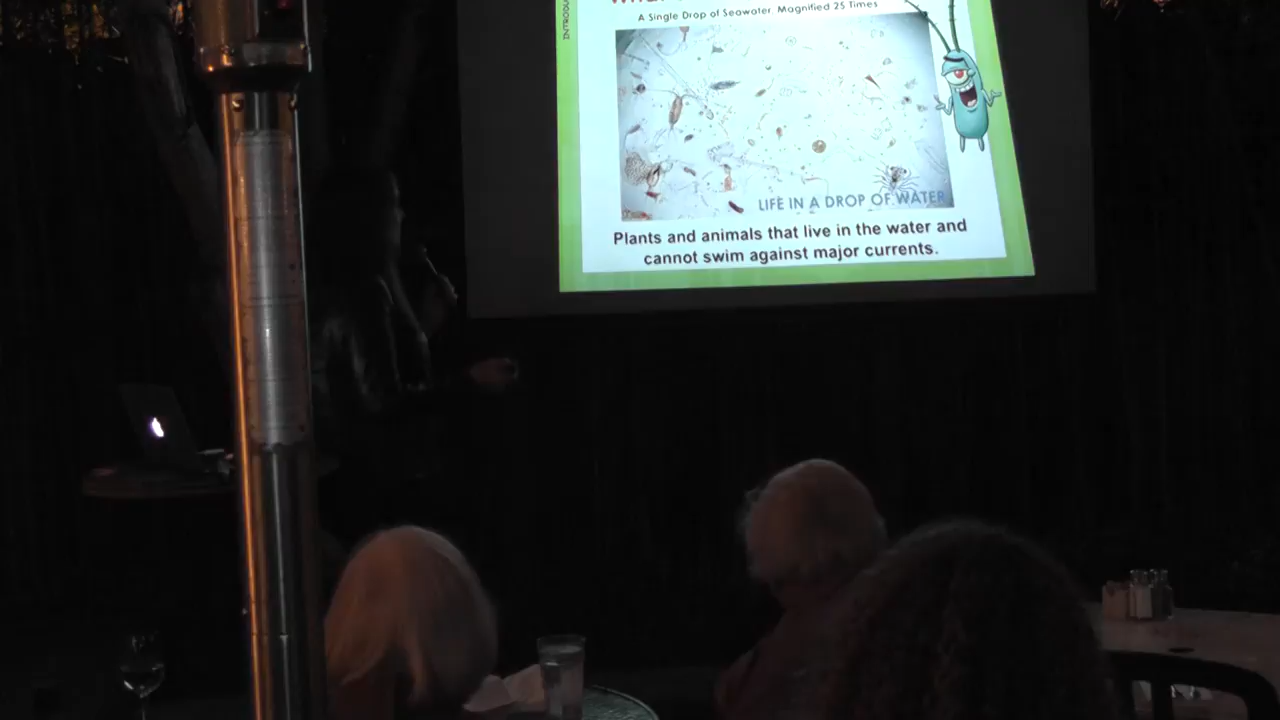 A Single Drop of Seawater, Magnified 25 Times
LIFE IN A DROP OF WATER
Plants and animals that live in the water and
cannot swim against major currents.